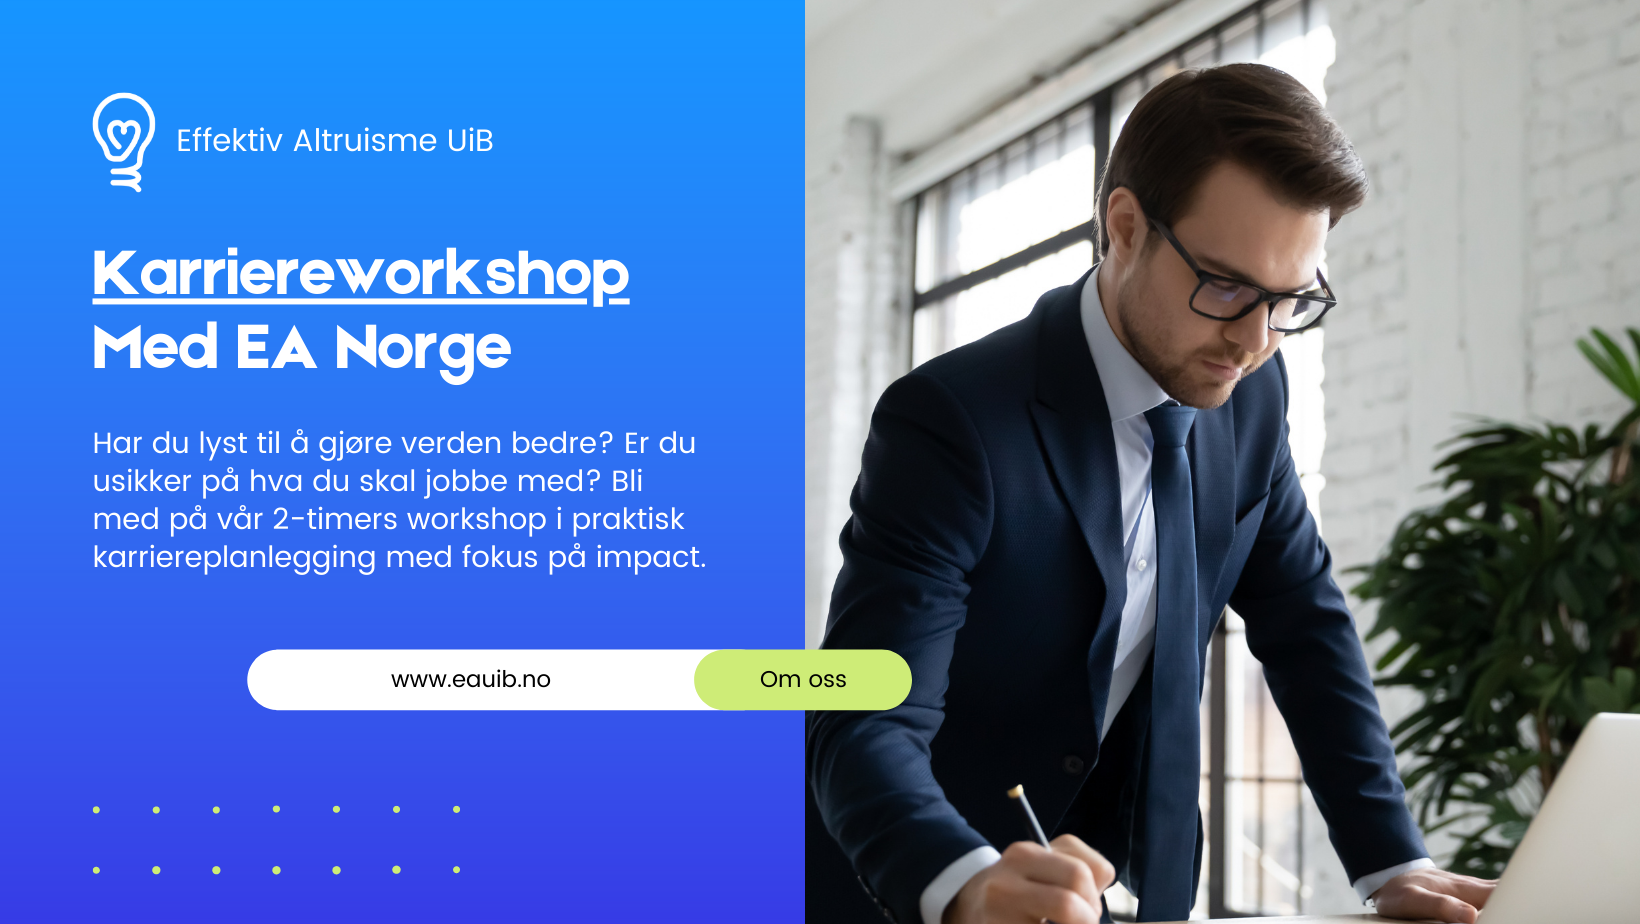 Effektiv Altruisme UiB
Karriereworkshop
Med EA Norge
Har du lyst til å gjøre verden bedre? Er du
usikker på hva du skal jobbe med? Bli
med på vår 2-timers workshop i praktisk
karriereplanlegging med fokus på impact.
www.eauib.no
Om oss